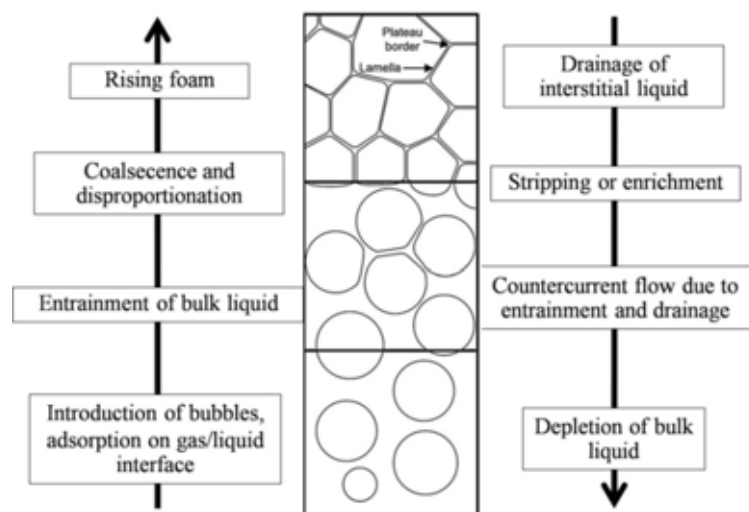 Rising foam
Coalsecence and
disproportionation
Entrainment of bulk liquid
Introduction of bubbles,
adsorption on gas/liquid
interface
Plateau
border
Lamella
Drainage of
interstitial liquid
Stripping or enrichment
Countercurrent flow due to
entrainment and drainage
Depletion of bulk
liquid